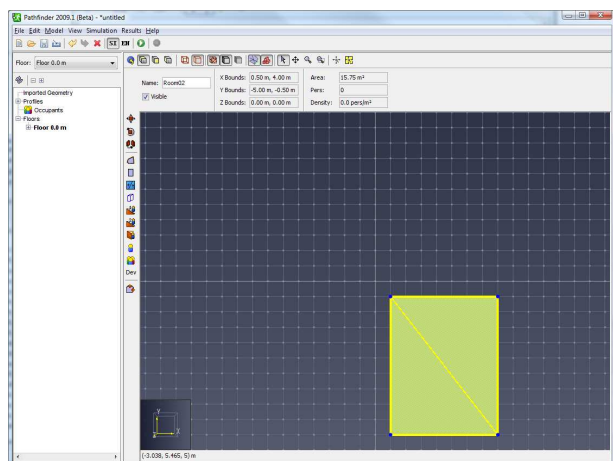 Pathfinder 2009.1 (Beta) - *untitled
File Edit Model View Simulation Results Help
SI EN
Floor: Floor 0.0 m
Name: Room02
X Bounds: 0.50 m, 4.00 m
Area: 15.75 m²
Visible
Y Bounds: -5.00 m, -0.50 m
Pers: 0
Z Bounds: 0.00 m, 0.00 m
Density: 0.0 pers/m²
Imported Geometry
Profiles
Occupants
Floors
Floor 0.0 m
Dev
Y
Z X
(-3.038, 5.465, 5) m